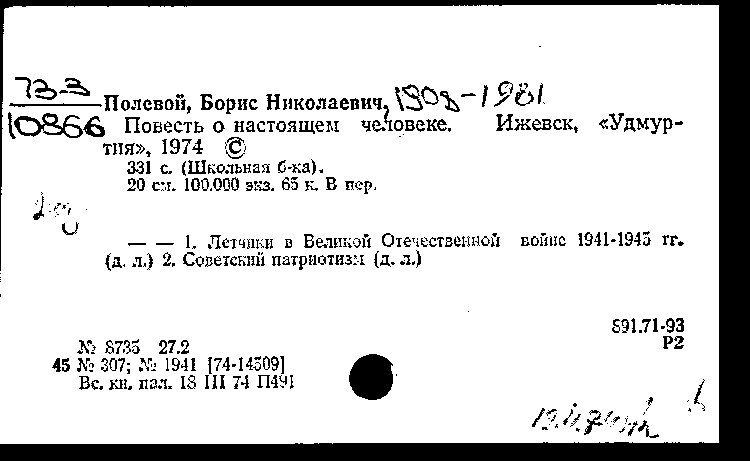 73-3
10866
Полевой, Борис Николаевич, 1908-1981
Повесть о настоящем человеке. Ижевск, «Удмур-
тия», 1974 ©
331 с. (Школьная б-ка).
20 см. 100.000 экз. 65 к. В пер.
— — 1. Летчики в Великой Отечественной войне 1941-1945 гг.
(д. л.) 2. Советский патриотизм (д. л.)
891.71-93
Р2
№ 8735 27.2
45 № 307; № 1941 [74-14509]
Вс. кн. пал. 18 III 74 П491